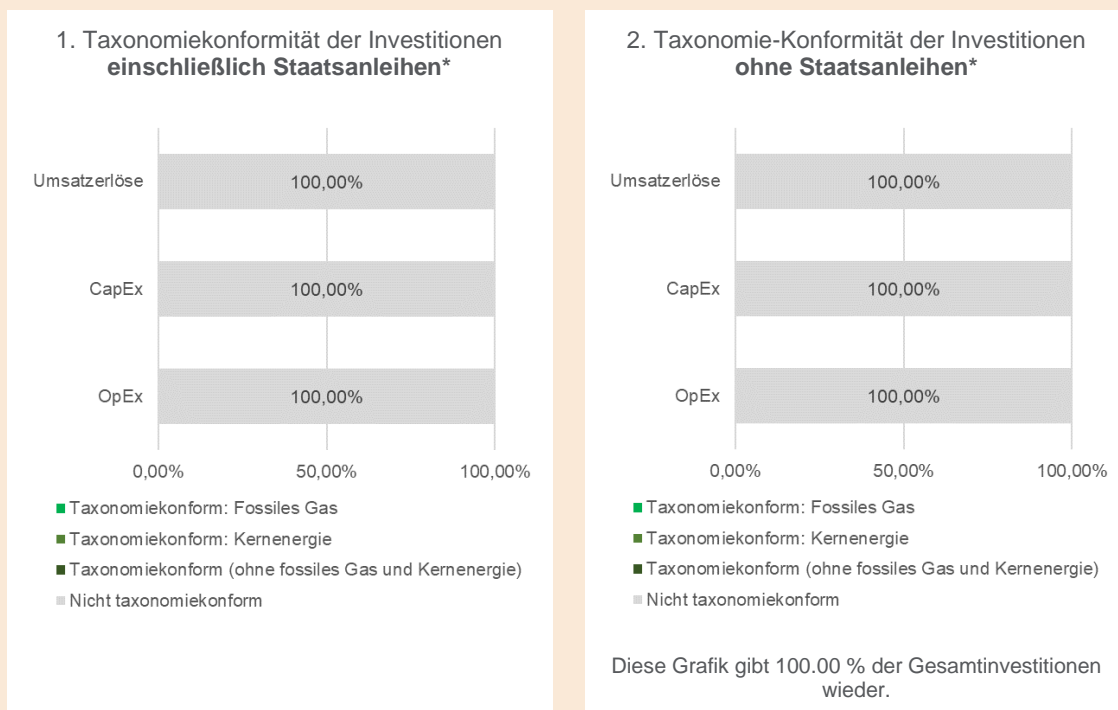 1. Taxonomiekonformität der Investitionen
einschließlich Staatsanleihen*
Umsatzerlöse
100,00%
CapEx
100,00%
OpEx
100,00%
0,00%
50,00%
100,00%
Taxonomiekonform: Fossiles Gas
Taxonomiekonform: Kernenergie
Taxonomiekonform (ohne fossiles Gas und Kernenergie)
Nicht taxonomiekonform
2. Taxonomie-Konformität der Investitionen
ohne Staatsanleihen*
Umsatzerlöse
100,00%
CapEx
100,00%
OpEx
100,00%
0,00%
50,00%
100,00%
Taxonomiekonform: Fossiles Gas
Taxonomiekonform: Kernenergie
Taxonomiekonform (ohne fossiles Gas und Kernenergie)
Nicht taxonomiekonform
Diese Grafik gibt 100.00 % der Gesamtinvestitionen
wieder.